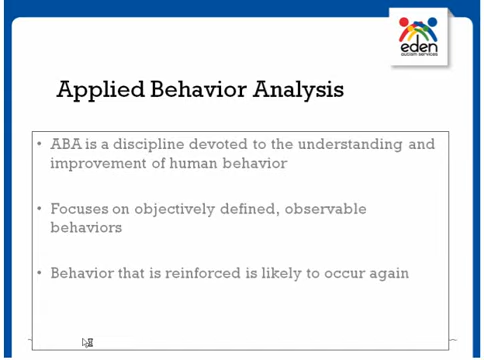 eden
autism services
Applied Behavior Analysis
• ABA is a discipline devoted to the understanding and
improvement of human behavior
• Focuses on objectively defined, observable
behaviors
• Behavior that is reinforced is likely to occur again